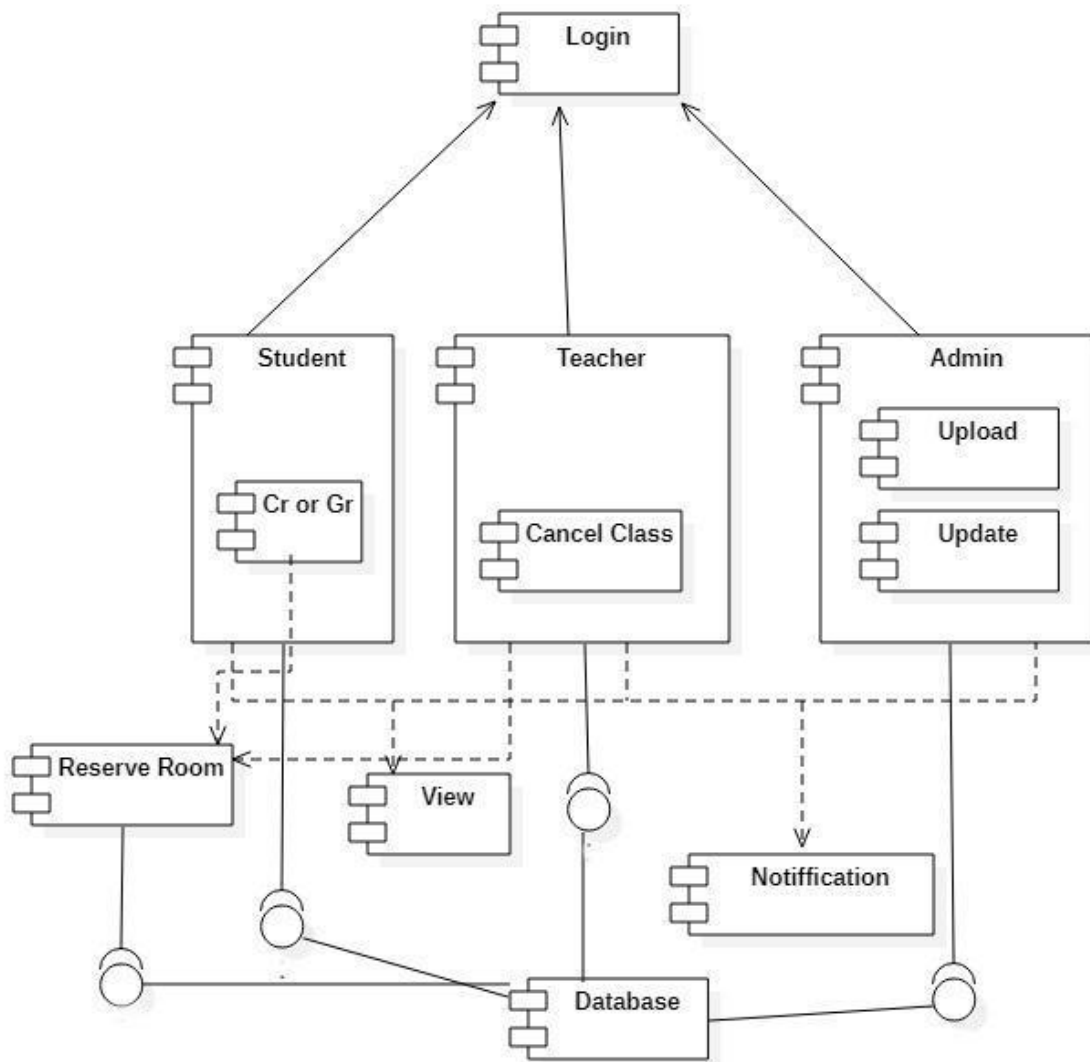 Login
Student
Teacher
Admin
Upload
Cr or Gr
Cancel Class
Update
Reserve Room
View
Notiffication
Database